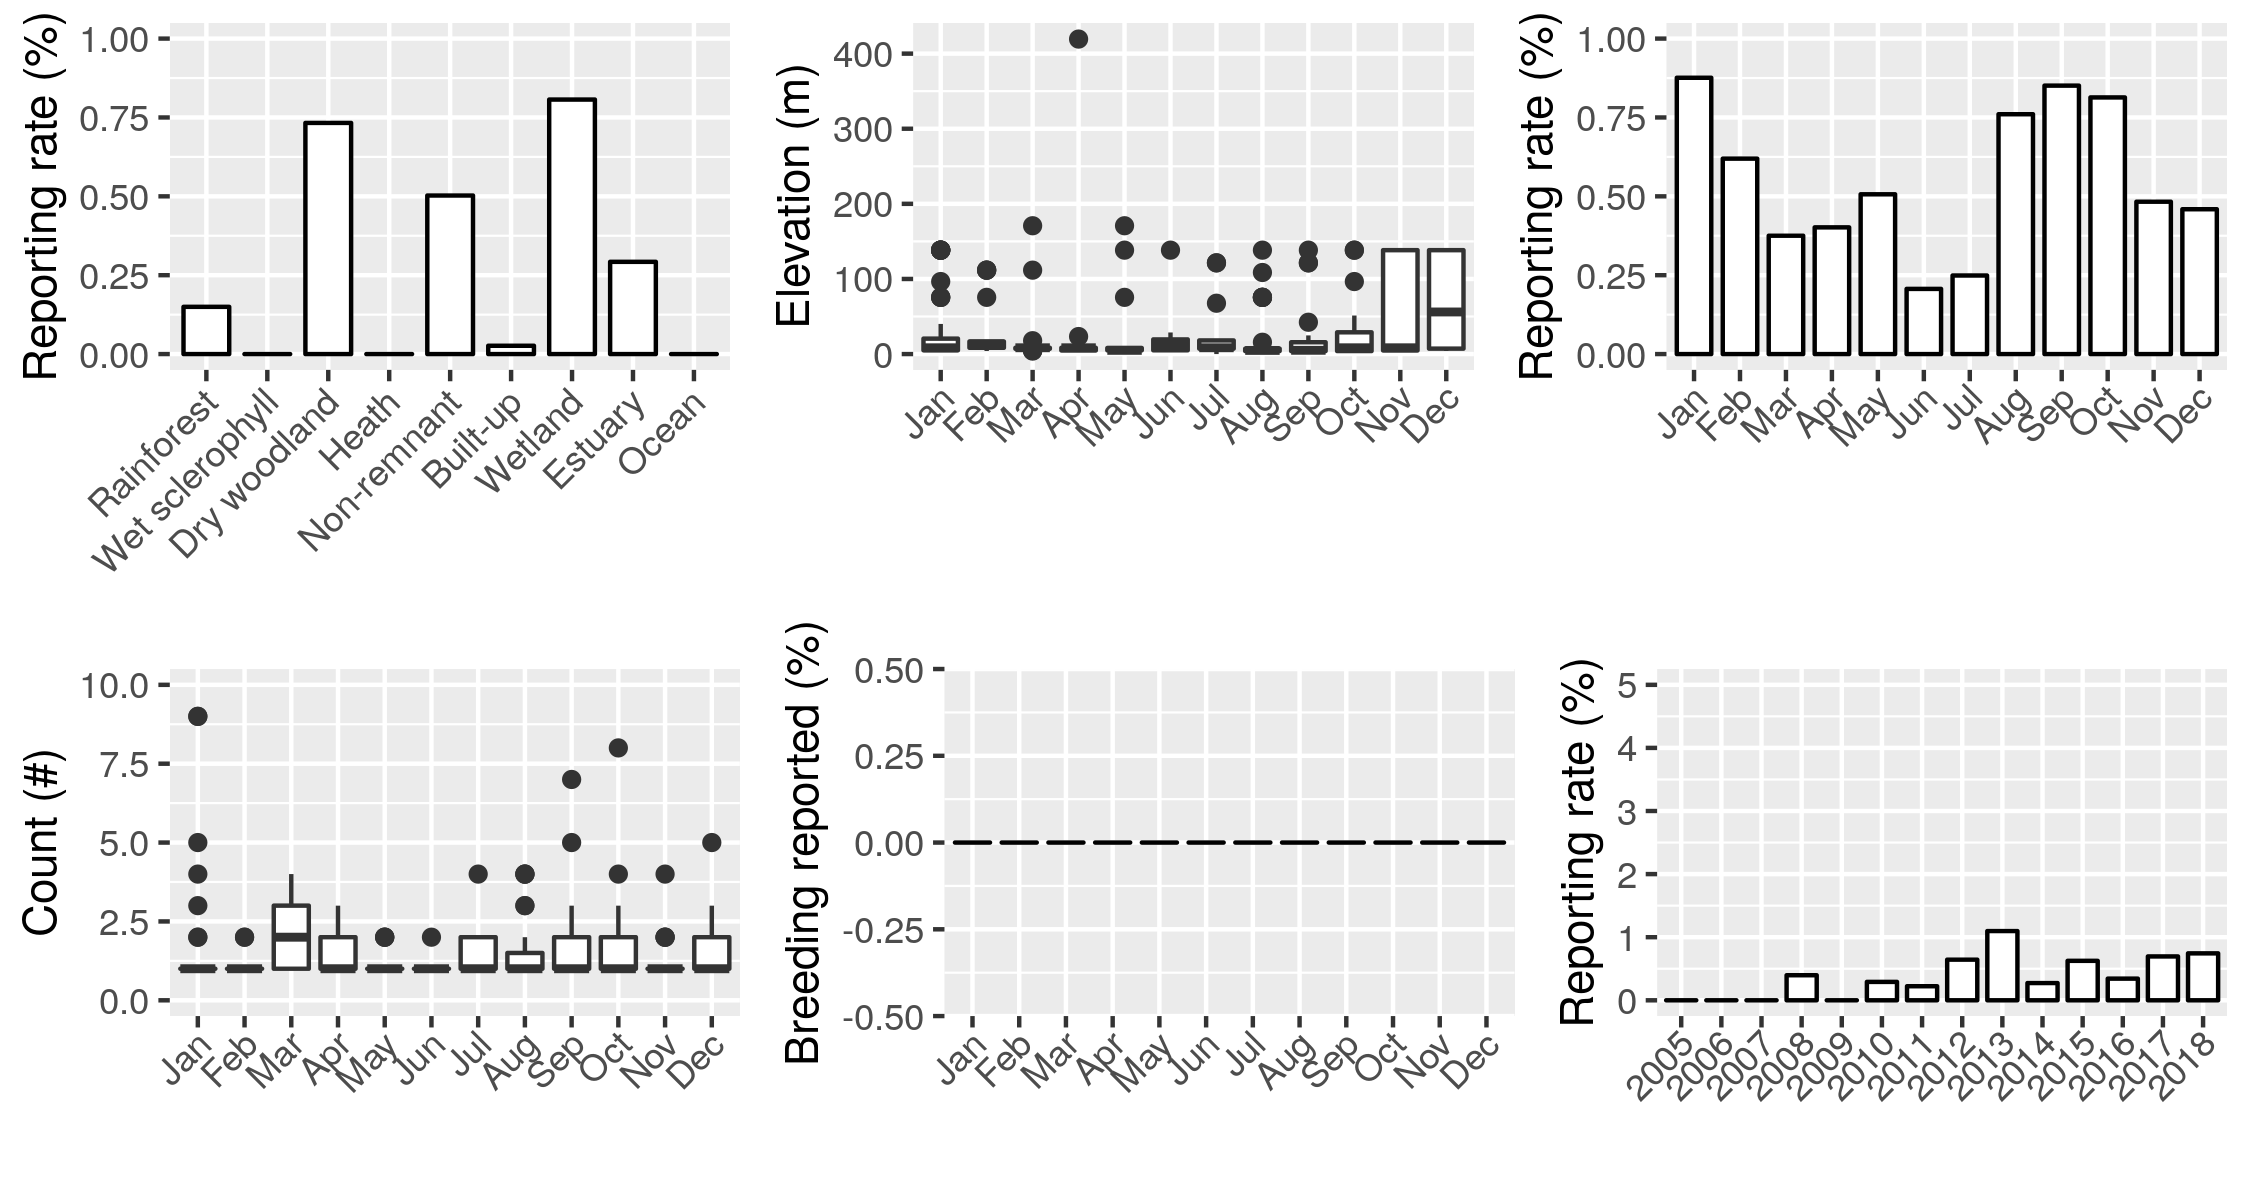 Reporting rate (%)
1.00
0.75
0.50
0.25
0.00
Rainforest
Wet sclerophyll
Dry woodland
Heath
Non-remnant
Built-up
Wetland
Estuary
Ocean
Elevation (m)
400
300
200
100
0
Jan
Feb
Mar
Apr
May
Jun
Jul
Aug
Sep
Oct
Nov
Dec
Reporting rate (%)
1.00
0.75
0.50
0.25
0.00
Jan
Feb
Mar
Apr
May
Jun
Jul
Aug
Sep
Oct
Nov
Dec
Count (#)
10.0
7.5
5.0
2.5
0.0
Jan
Feb
Mar
Apr
May
Jun
Jul
Aug
Sep
Oct
Nov
Dec
Breeding reported (%)
0.50
0.25
0.00
-0.25
-0.50
Jan
Feb
Mar
Apr
May
Jun
Jul
Aug
Sep
Oct
Nov
Dec
Reporting rate (%)
5
4
3
2
1
0
2005
2006
2007
2008
2009
2010
2011
2012
2013
2014
2015
2016
2017
2018